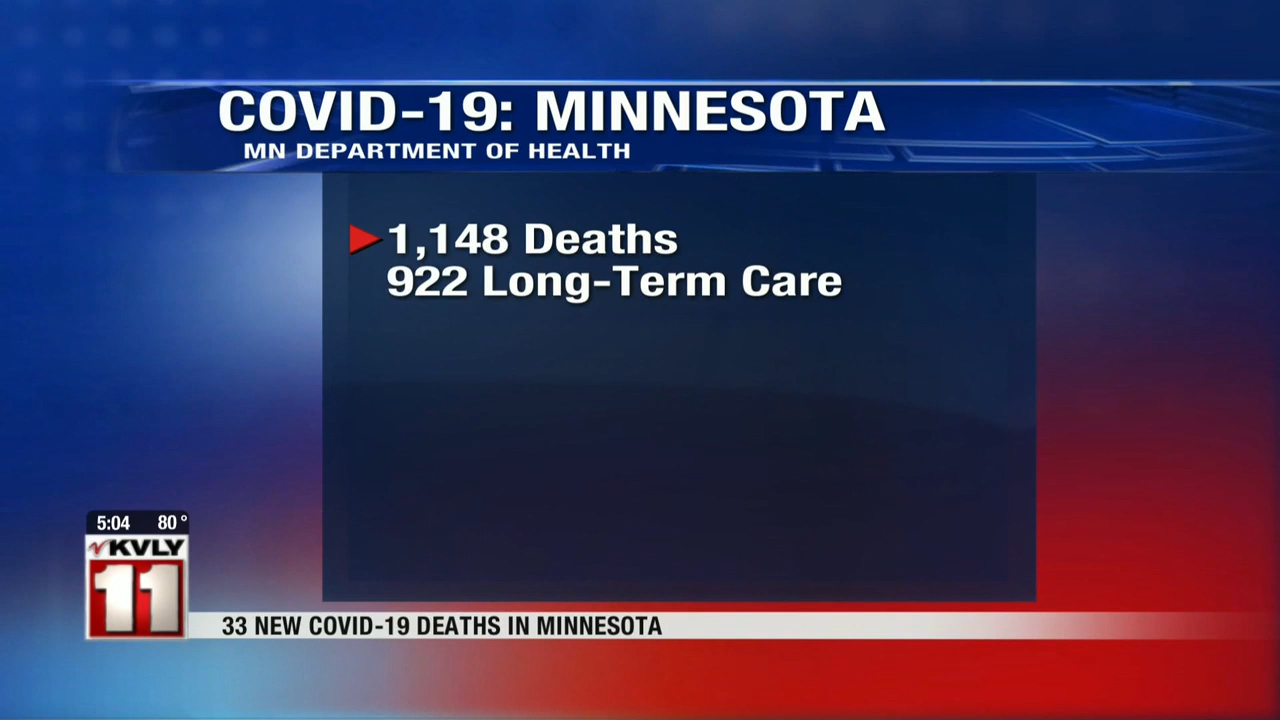 COVID-19: MINNESOTA
MN DEPARTMENT OF HEALTH
1,148 Deaths
922 Long-Term Care
5:04 80°
KVLY
11
33 NEW COVID-19 DEATHS IN MINNESOTA